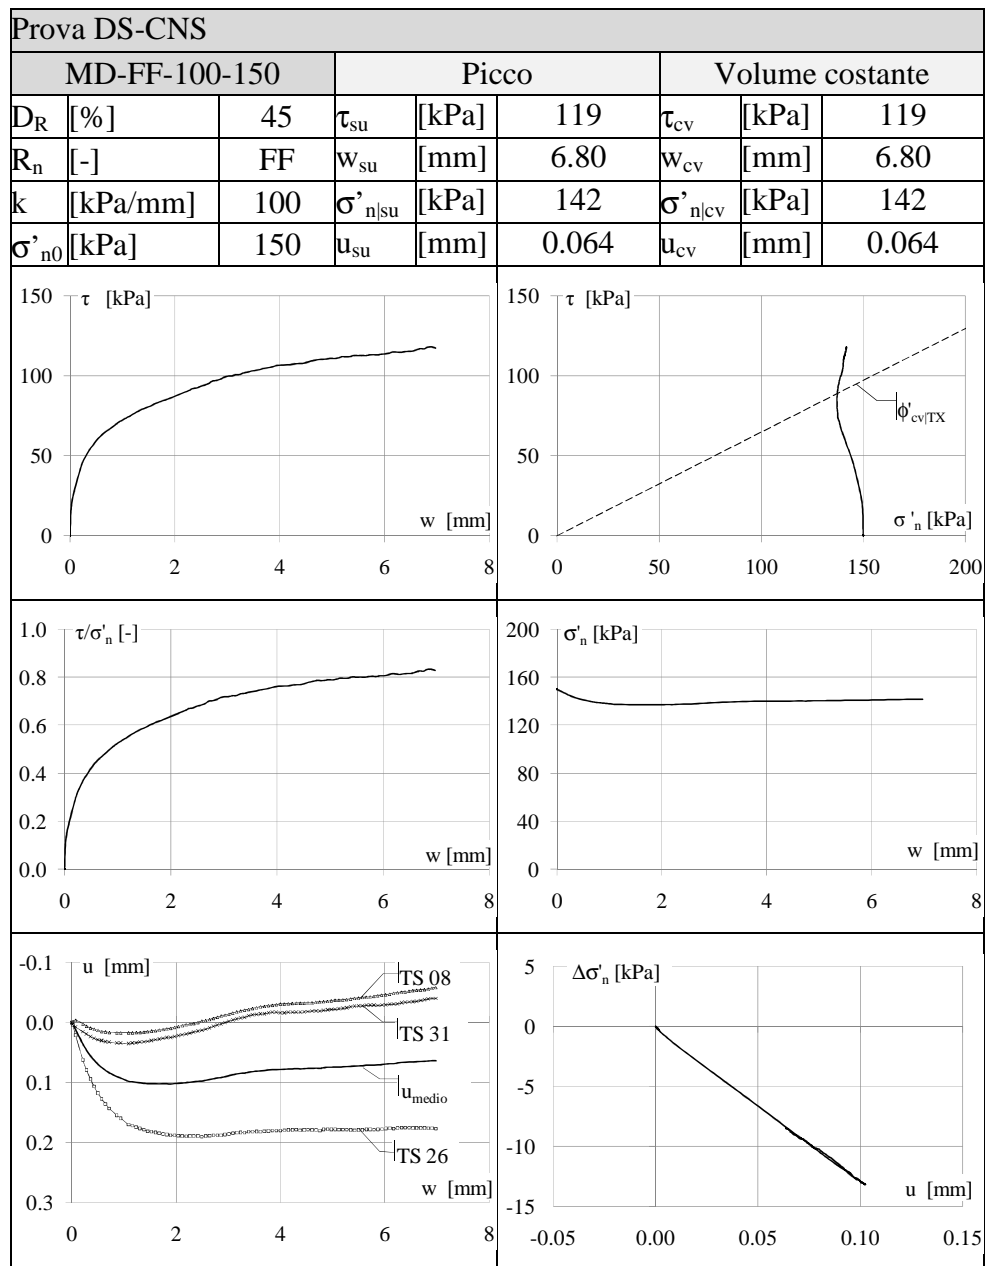 Prova DS-CNS
MD-FF-100-150 Picco Volume costante
D_R [%] 45 τ_su [kPa] 119 τ_cv [kPa] 119
R_n [-] FF w_su [mm] 6.80 w_cv [mm] 6.80
k [kPa/mm] 100 σ’_n|su [kPa] 142 σ’_n|cv [kPa] 142
σ’_n0 [kPa] 150 u_su [mm] 0.064 u_cv [mm] 0.064
τ [kPa]
150
100
50
0
w [mm]
0 2 4 6 8
τ [kPa]
150
100
50
0
ϕ'_cv|TX
σ'_n [kPa]
0 50 100 150 200
τ/σ'_n [-]
1.0
0.8
0.6
0.4
0.2
0.0
w [mm]
0 2 4 6 8
σ'_n [kPa]
200
160
120
80
40
0
w [mm]
0 2 4 6 8
u [mm]
-0.1
0.0
0.1
0.2
0.3
TS 08
TS 31
u_medio
TS 26
w [mm]
0 2 4 6 8
Δσ'_n [kPa]
5
0
-5
-10
-15
u [mm]
-0.05 0.00 0.05 0.10 0.15